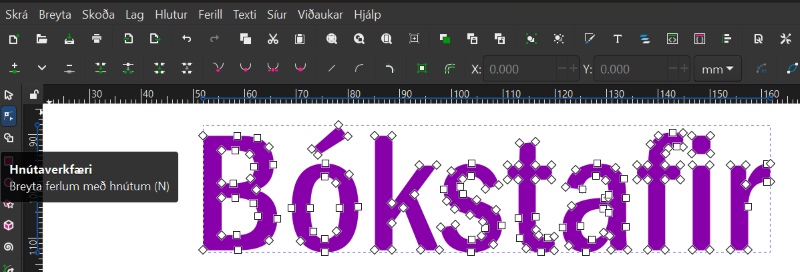 Skrá Breyta Skoða Lag Hlutur Ferill Texti Síur Viðaukar Hjálp
X: 0.000 Y: 0.000 mm
30 40 50 60 70 80 90 100 110 120 130 140 150 160
90
Bókstafir
Hnútaverkfæri
Breyta ferlum með hnútum (N)
110